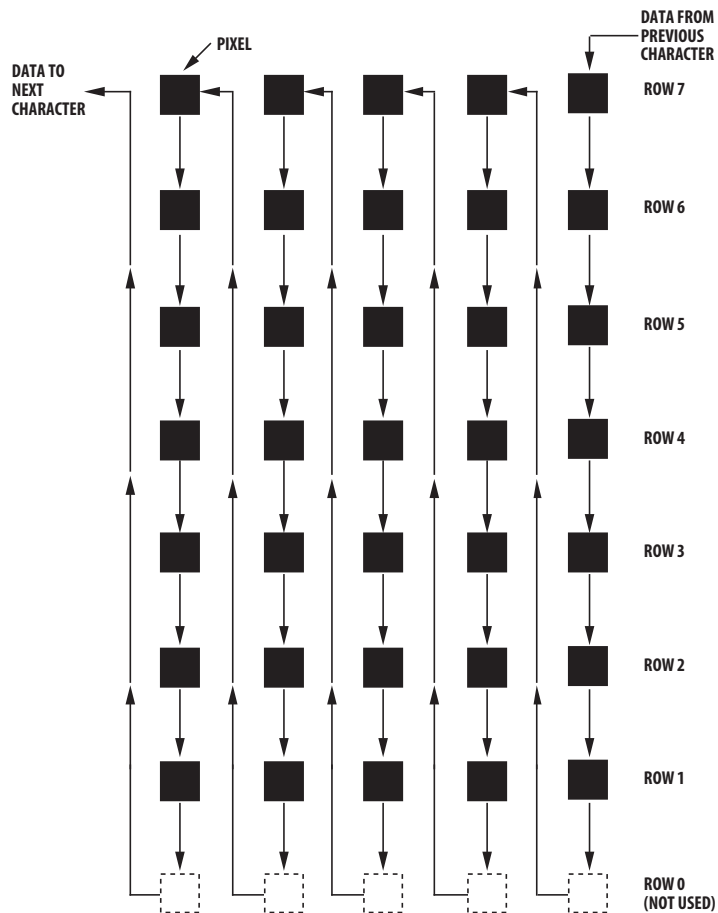 DATA FROM
PREVIOUS
CHARACTER
PIXEL
DATA TO
NEXT
CHARACTER
ROW 7
ROW 6
ROW 5
ROW 4
ROW 3
ROW 2
ROW 1
ROW 0
(NOT USED)